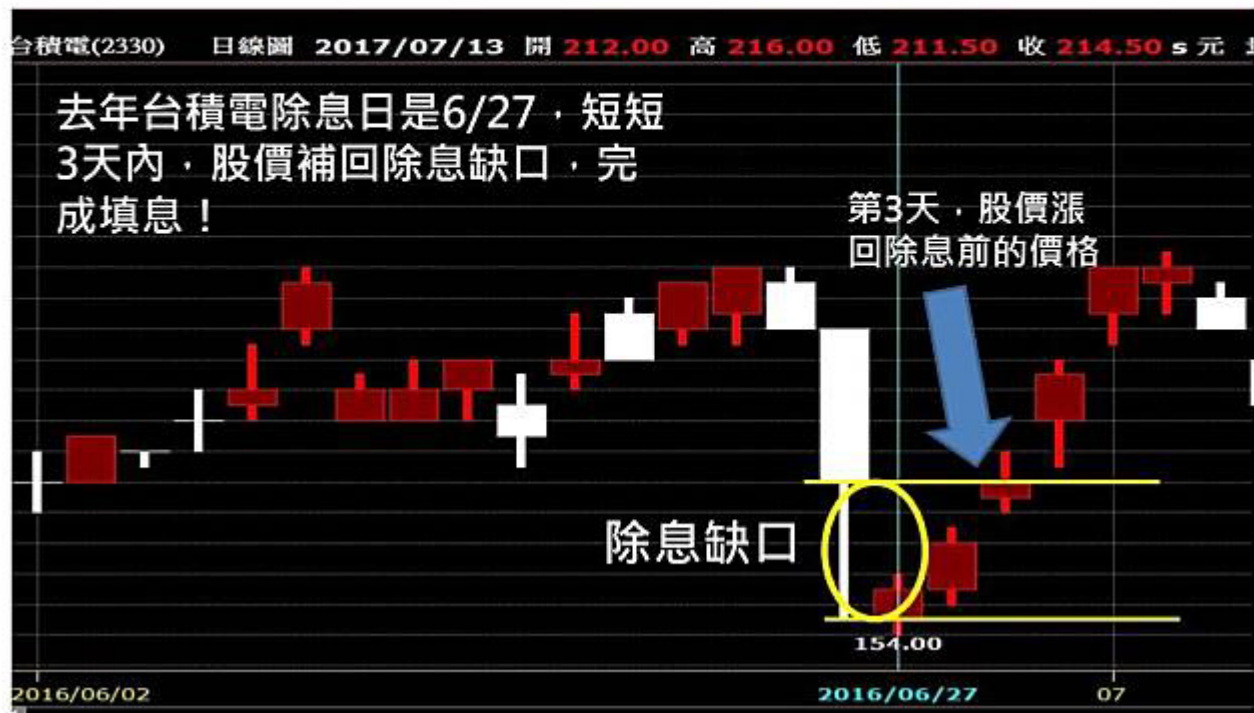 台積電(2330) 日線圖 2017/07/13 開 212.00 高 216.00 低 211.50 收 214.50 s 元
去年台積電除息日是6/27，短短
3天內，股價補回除息缺口，完
成填息！
第3天，股價漲
回除息前的價格
除息缺口
154.00
2016/06/02 2016/06/27 07